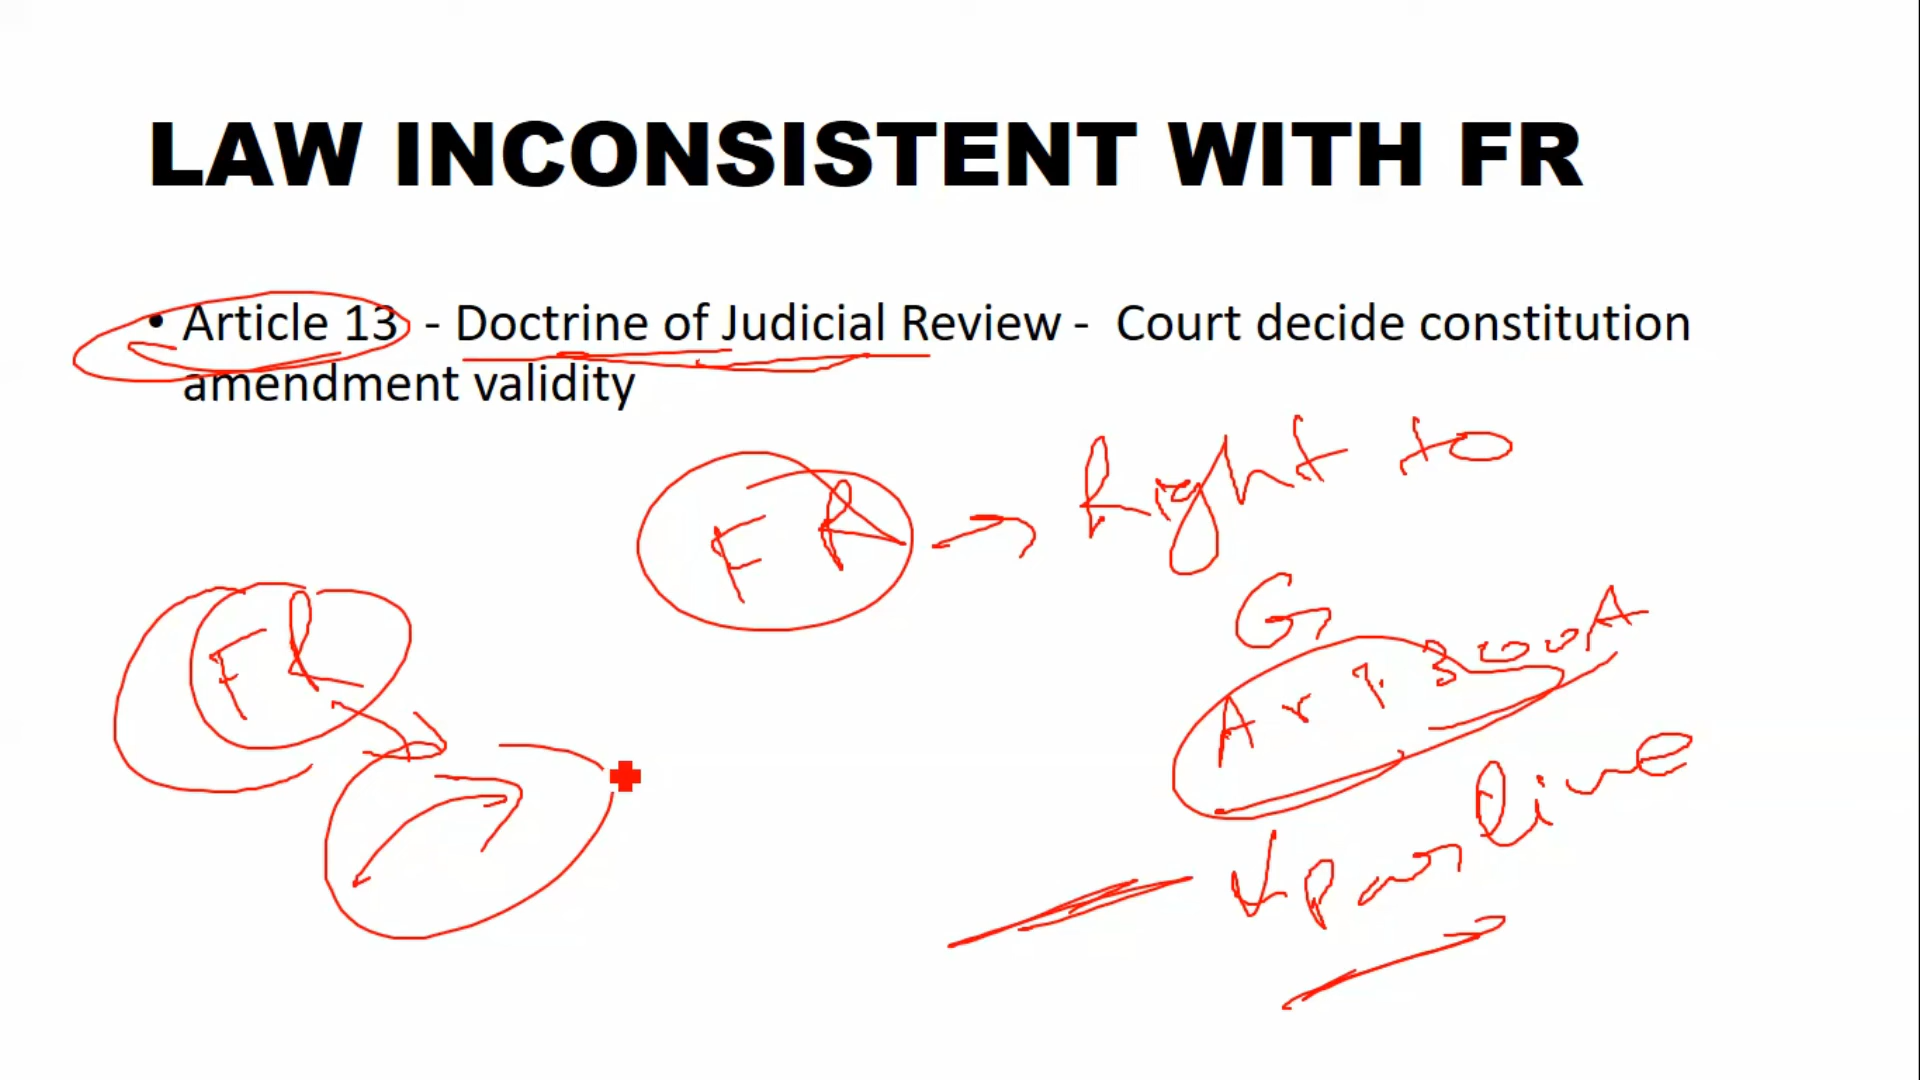 LAW INCONSISTENT WITH FR
• Article 13 - Doctrine of Judicial Review - Court decide constitution
amendment validity
FR Right to
FR
Art. 300A